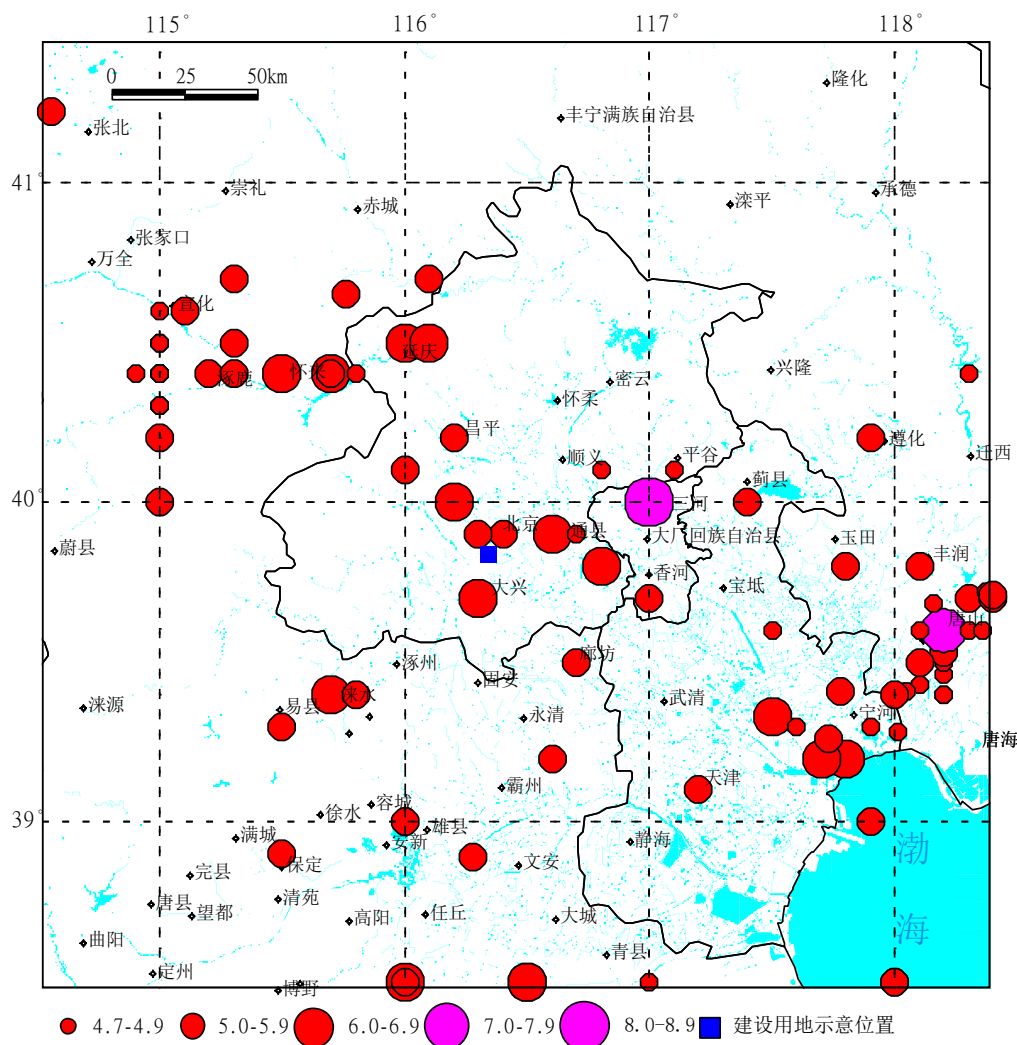 115° 116° 117° 118°
0 25 50km
隆化
张北
丰宁满族自治县
41°
崇礼 承德
赤城 滦平
张家口
万全
宣化
延庆
兴隆
涿鹿 怀来
密云
怀柔
昌平 遵化
顺义 平谷 迁西
蓟县
40°
三河
北京 通县
蔚县 大厂回族自治县 玉田
丰润
香河
大兴 宝坻
唐山
涿州 廊坊
固安
涞源 易县 涞水 武清 宁河
永清
唐海
天津
霸州
容城
39°
徐水
满城 雄县
安新 静海 渤
保定 文安
完县
唐县 清苑
望都 高阳 任丘 大城
曲阳 海
青县
定州
博野
4.7-4.9 5.0-5.9 6.0-6.9 7.0-7.9 8.0-8.9 建设用地示意位置